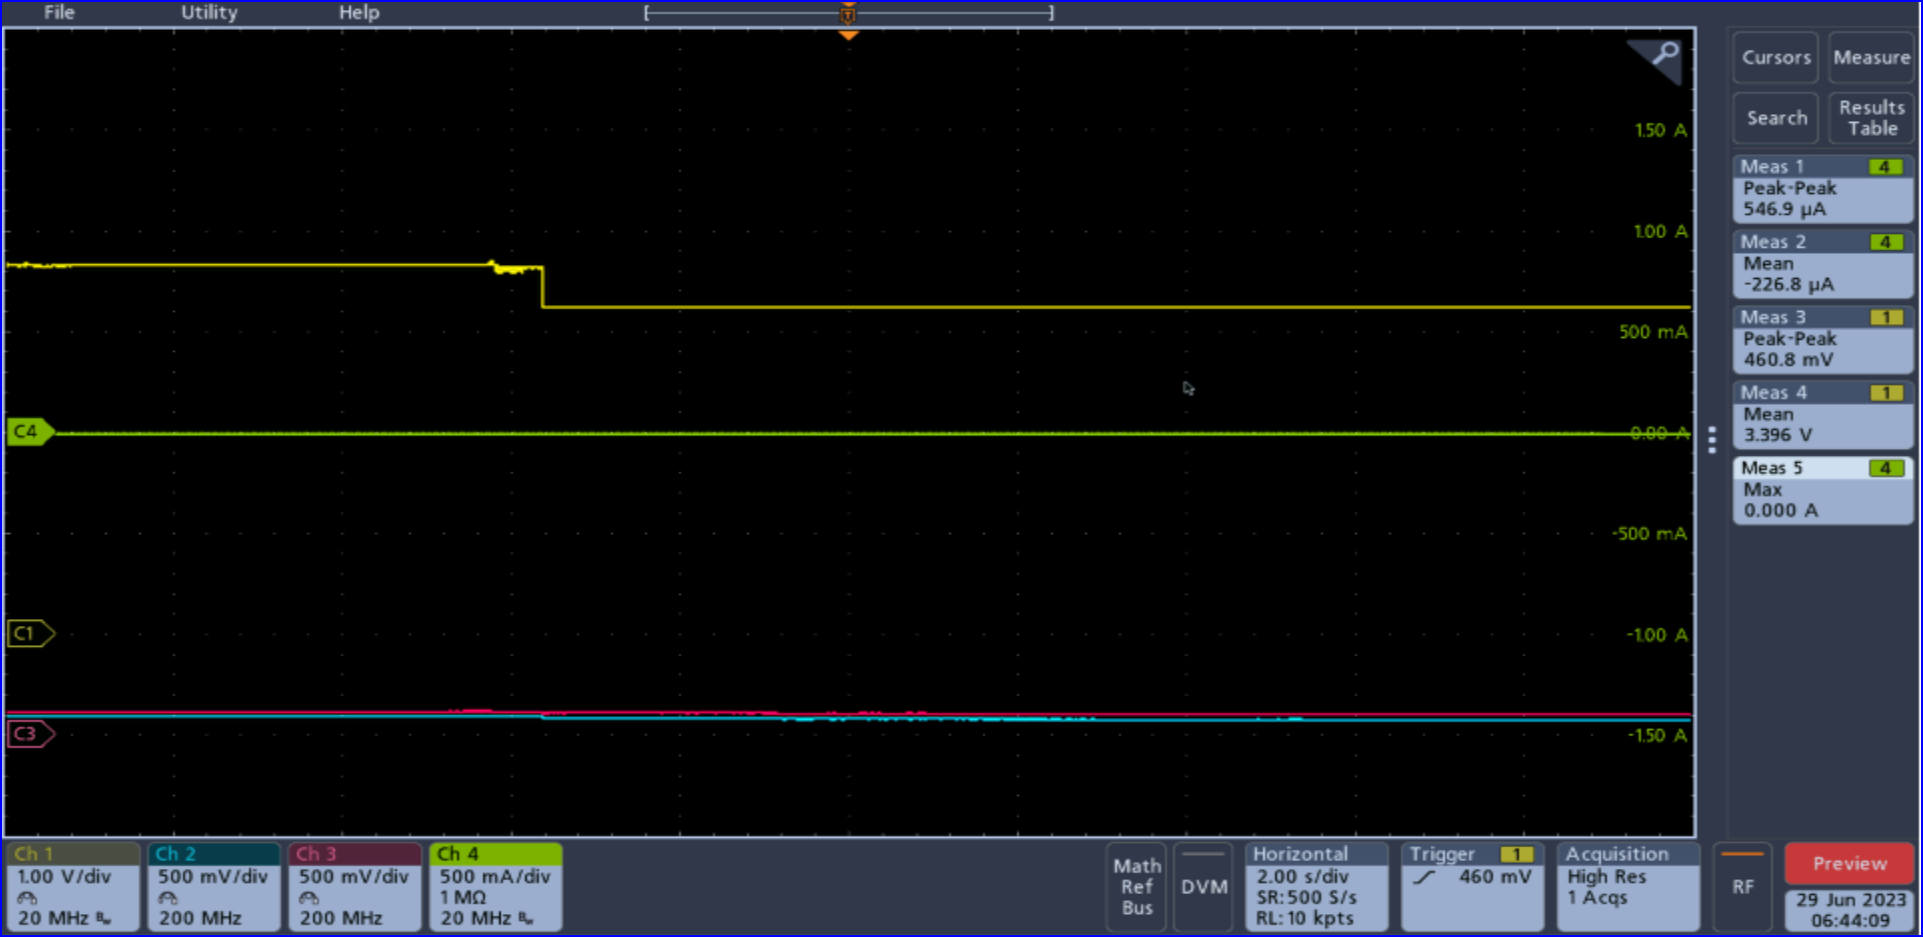 File Utility Help
T
Cursors Measure
Search Results Table
1.50 A
1.00 A
500 mA
0.00 A
-500 mA
-1.00 A
-1.50 A
C4
C1
C3
Meas 1 4
Peak-Peak
546.9 µA
Meas 2 4
Mean
-226.8 µA
Meas 3 1
Peak-Peak
460.8 mV
Meas 4 1
Mean
3.396 V
Meas 5 4
Max
0.000 A
Ch 1
1.00 V/div
20 MHz Bw
Ch 2
500 mV/div
200 MHz
Ch 3
500 mV/div
200 MHz
Ch 4
500 mA/div
1 MΩ
20 MHz Bw
Math
Ref
Bus
DVM
Horizontal
2.00 s/div
SR: 500 S/s
RL: 10 kpts
Trigger 1
460 mV
Acquisition
High Res
1 Acqs
RF
Preview
29 Jun 2023
06:44:09